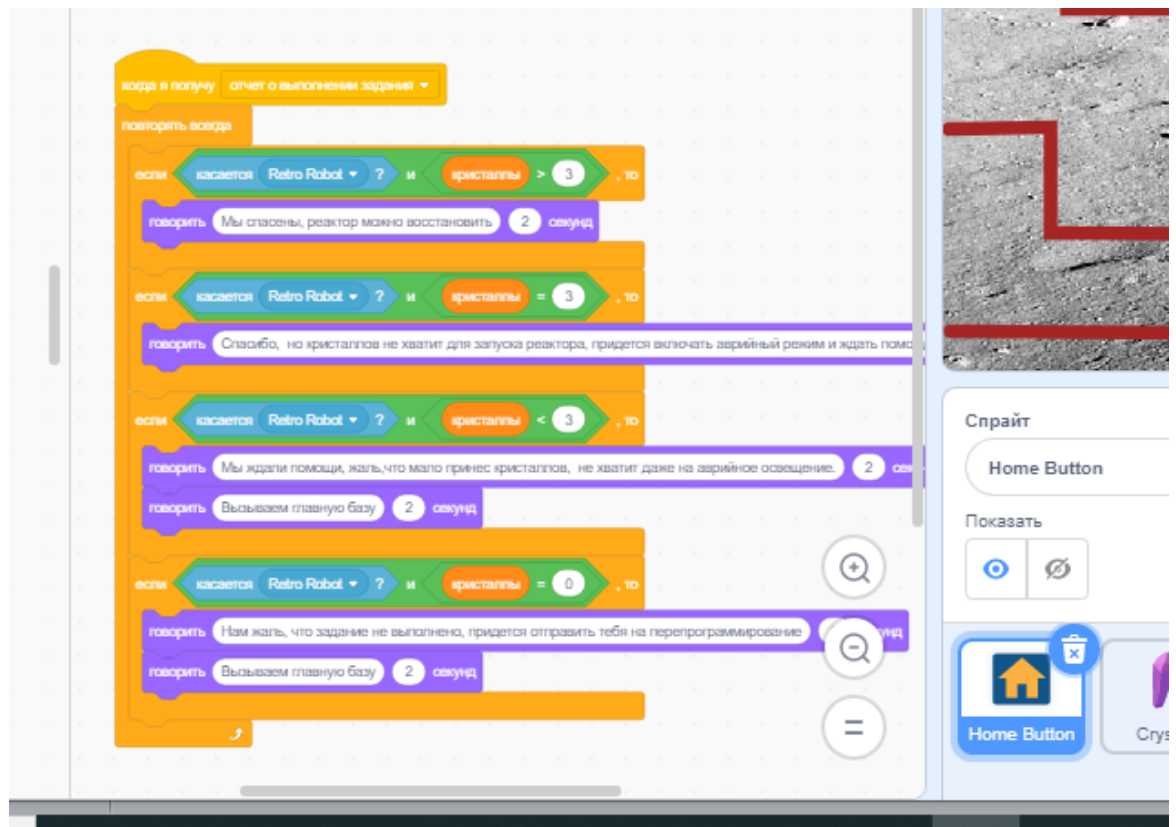 когда я получу отчет о выполнении задания
повторять всегда
если касается Retro Robot ? и кристаллы > 3 , то
говорить Мы спасены, реактор можно восстановить 2 секунд
если касается Retro Robot ? и кристаллы = 3 , то
говорить Спасибо, но кристаллов не хватит для запуска реактора, придется включать аврийный режим и ждать помо
если касается Retro Robot ? и кристаллы < 3 , то
говорить Мы ждали помощи, жаль,что мало принес кристаллов, не хватит даже на аврийное освещение. 2 сек
говорить Вызываем главную базу 2 секунд
если касается Retro Robot ? и кристаллы = 0 , то
говорить Нам жаль, что задание не выполнено, придется отправить тебя на перепрограммирование унд
говорить Вызываем главную базу 2 секунд
Спрайт
Home Button
Показать
Home Button
Crys